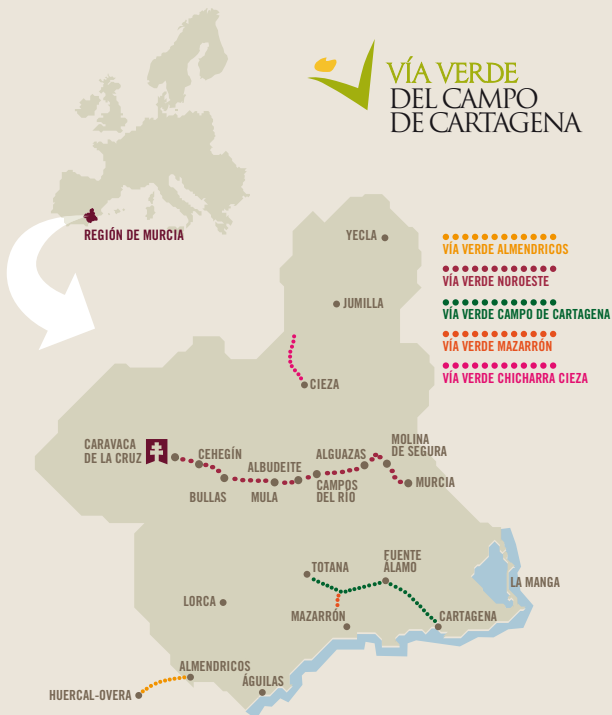 VÍA VERDE
DEL CAMPO
DE CARTAGENA
REGIÓN DE MURCIA
YECLA
JUMILLA
CIEZA
VÍA VERDE ALMENDRICOS
VÍA VERDE NOROESTE
VÍA VERDE CAMPO DE CARTAGENA
VÍA VERDE MAZARRÓN
VÍA VERDE CHICHARRA CIEZA
CARAVACA
DE LA CRUZ
CEHEGÍN
BULLAS
ALBUDEITE
MULA
ALGUAZAS
CAMPOS
DEL RÍO
MOLINA
DE SEGURA
MURCIA
TOTANA
FUENTE
ÁLAMO
LA MANGA
LORCA
MAZARRÓN
CARTAGENA
ALMENDRICOS
ÁGUILAS
HUERCAL-OVERA